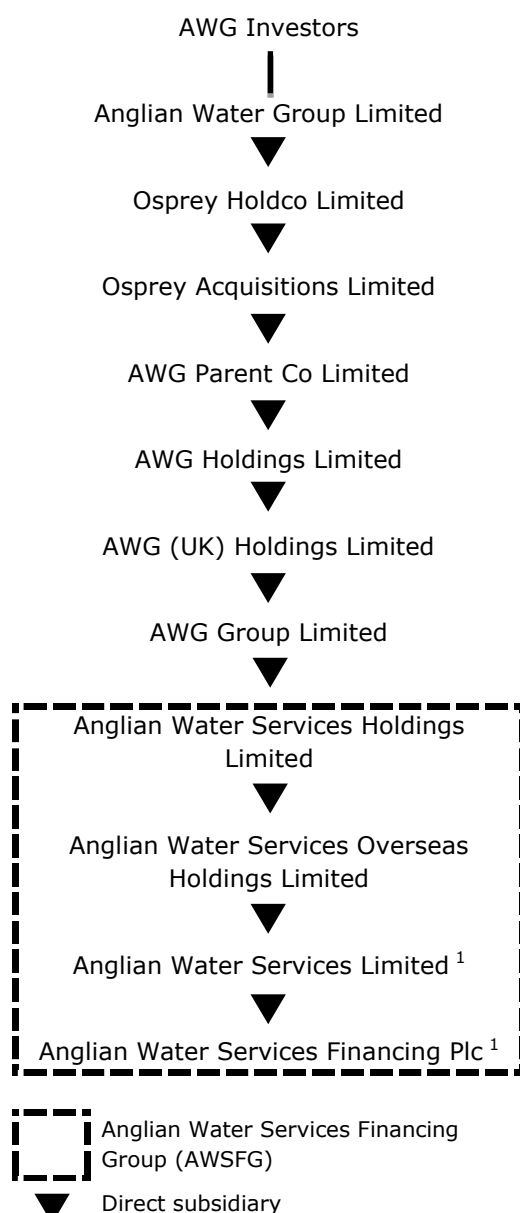 AWG Investors
Anglian Water Group Limited
Osprey Holdco Limited
Osprey Acquisitions Limited
AWG Parent Co Limited
AWG Holdings Limited
AWG (UK) Holdings Limited
AWG Group Limited
Anglian Water Services Holdings
Limited
Anglian Water Services Overseas
Holdings Limited
Anglian Water Services Limited ¹
Anglian Water Services Financing Plc ¹
Anglian Water Services Financing
Group (AWSFG)
Direct subsidiary